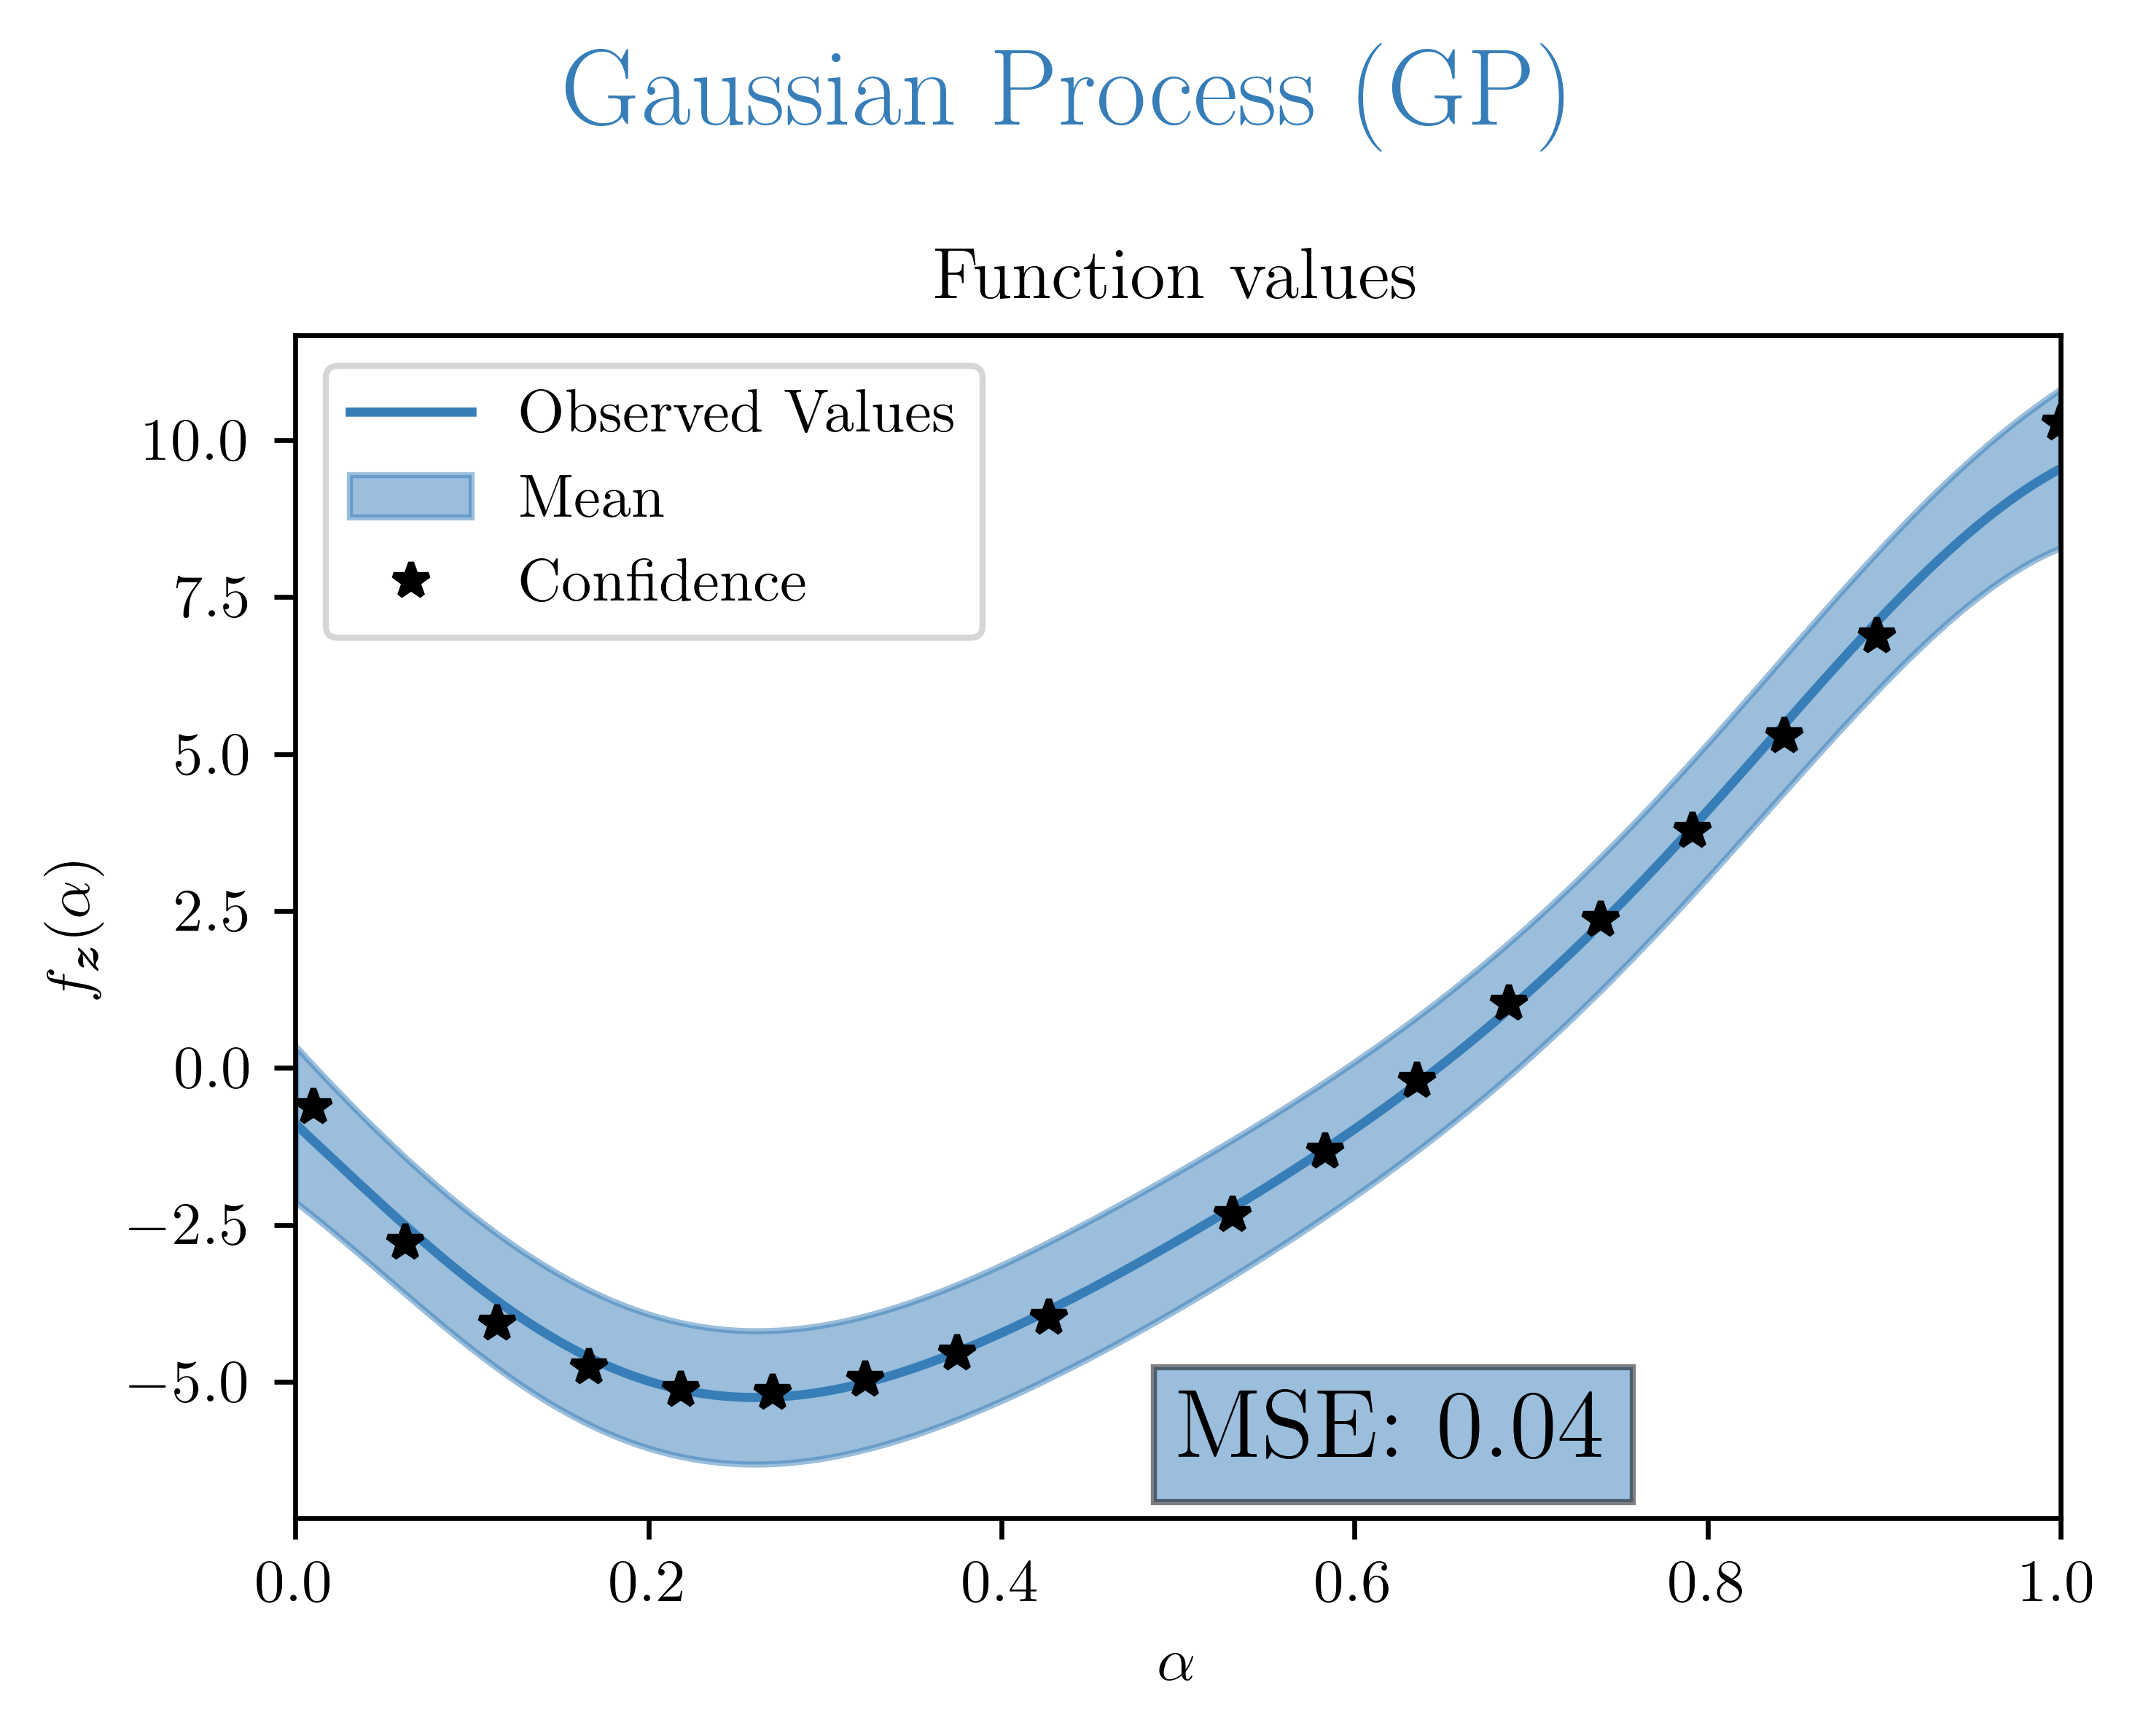 Gaussian Process (GP)
Function values
Observed Values
Mean
Confidence
10.0
7.5
5.0
2.5
0.0
−2.5
−5.0
f_z(α)
MSE: 0.04
0.0 0.2 0.4 0.6 0.8 1.0
α